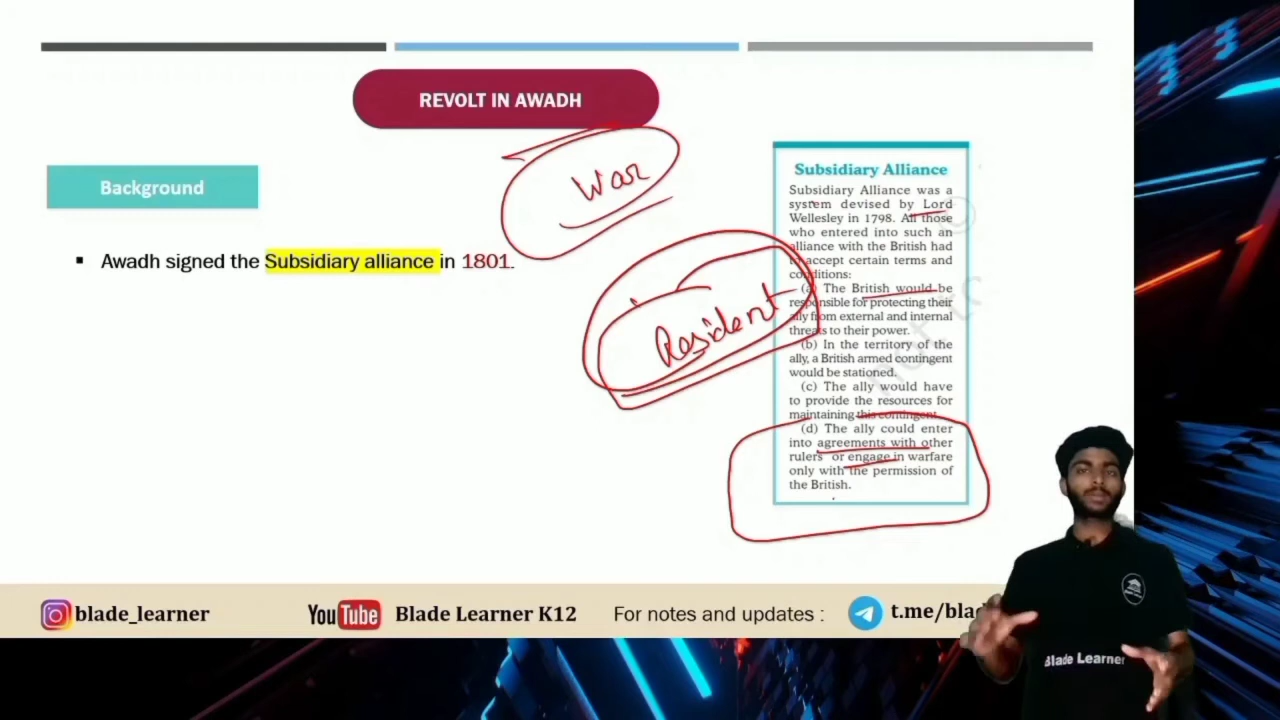 REVOLT IN AWADH
Background
▪ Awadh signed the Subsidiary alliance in 1801.
War
Resident
Subsidiary Alliance
Subsidiary Alliance was a
system devised by Lord
Wellesley in 1798. All those
who entered into such an
alliance with the British had
to accept certain terms and
conditions:
(a) The British would be
responsible for protecting their
ally from external and internal
threats to their power.
(b) In the territory of the
ally, a British armed contingent
would be stationed.
(c) The ally would have
to provide the resources for
maintaining this contingent.
(d) The ally could enter
into agreements with other
rulers or engage in warfare
only with the permission of
the British.
blade_learner
YouTube Blade Learner K12
For notes and updates :
t.me/blad
Blade Learner